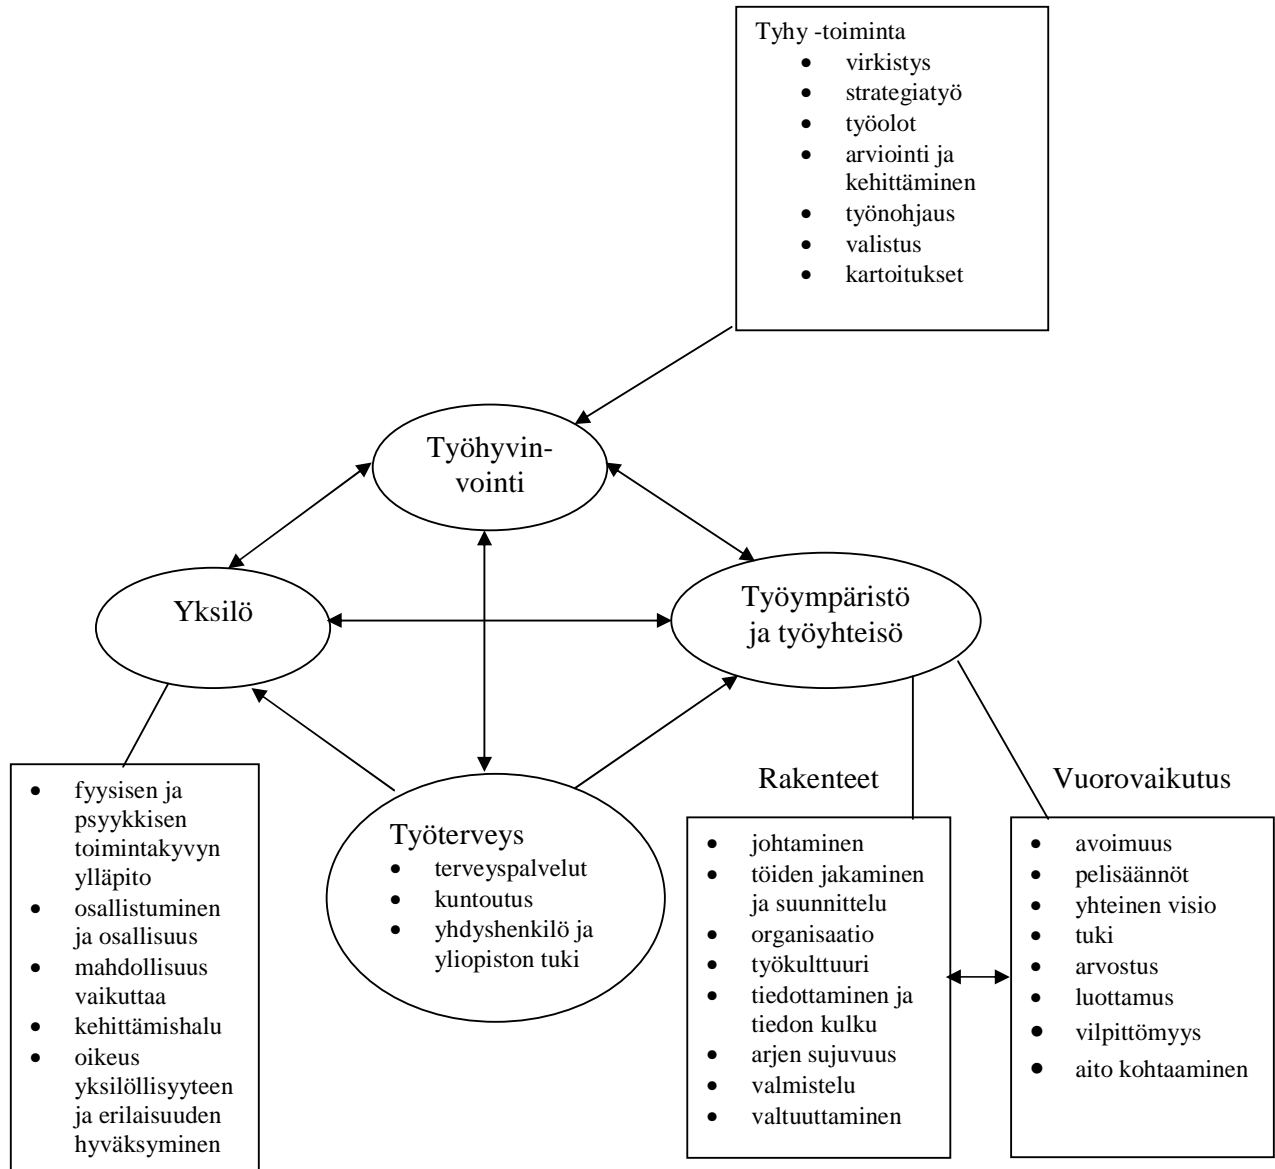 Tyhy -toiminta
• virkistys
• strategiatyö
• työolot
• arviointi ja
kehittäminen
• työnohjaus
• valistus
• kartoitukset
Työhyvin-
vointi
Yksilö
Työympäristö
ja työyhteisö
• fyysisen ja
psyykkisen
toimintakyvyn
ylläpito
• osallistuminen
ja osallisuus
• mahdollisuus
vaikuttaa
• kehittämishalu
• oikeus
yksilöllisyyteen
ja erilaisuuden
hyväksyminen
Työterveys
• terveyspalvelut
• kuntoutus
• yhdyshenkilö ja
yliopiston tuki
Rakenteet
• johtaminen
• töiden jakaminen
ja suunnittelu
• organisaatio
• työkulttuuri
• tiedottaminen ja
tiedon kulku
• arjen sujuvuus
• valmistelu
• valtuuttaminen
Vuorovaikutus
• avoimuus
• pelisäännöt
• yhteinen visio
• tuki
• arvostus
• luottamus
• vilpittömyys
• aito kohtaaminen